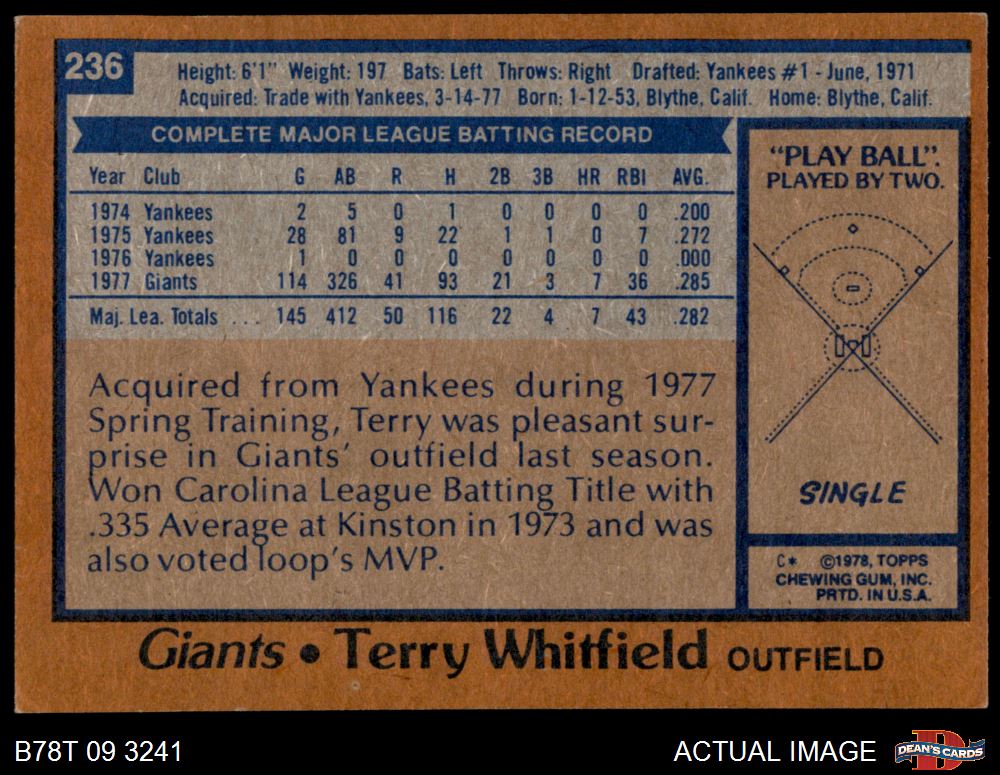 236
Height: 6'1" Weight: 197 Bats: Left Throws: Right Drafted: Yankees #1 - June, 1971
Acquired: Trade with Yankees, 3-14-77 Born: 1-12-53, Blythe, Calif. Home: Blythe, Calif.
COMPLETE MAJOR LEAGUE BATTING RECORD
Year Club G AB R H 2B 3B HR RBI AVG.
1974 Yankees 2 5 0 1 0 0 0 0 .200
1975 Yankees 28 81 9 22 1 1 0 7 .272
1976 Yankees 1 0 0 0 0 0 0 0 .000
1977 Giants 114 326 41 93 21 3 7 36 .285
Maj. Lea. Totals ... 145 412 50 116 22 4 7 43 .282
Acquired from Yankees during 1977
Spring Training, Terry was pleasant sur-
prise in Giants' outfield last season.
Won Carolina League Batting Title with
.335 Average at Kinston in 1973 and was
also voted loop's MVP.
"PLAY BALL".
PLAYED BY TWO.
SINGLE
C* ©1978, TOPPS
CHEWING GUM, INC.
PRTD. IN U.S.A.
Giants • Terry Whitfield OUTFIELD
B78T 09 3241
ACTUAL IMAGE
DEAN'S CARDS